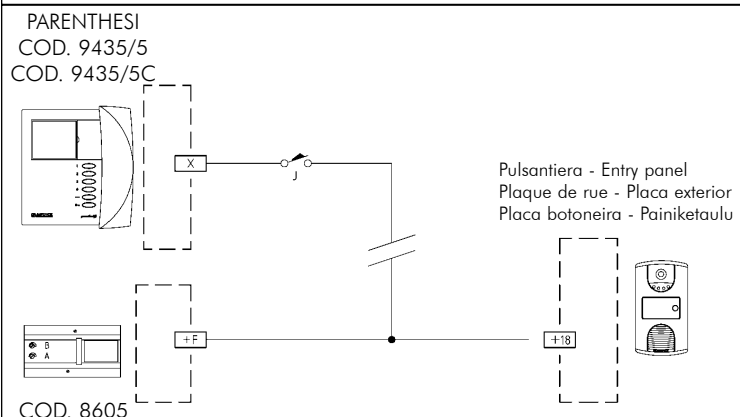 PARENTHESI
COD. 9435/5
COD. 9435/5C
X
J
Pulsantiera - Entry panel
Plaque de rue - Placa exterior
Placa botoneira - Painiketaulu
B
A
+F
+18
COD. 8605